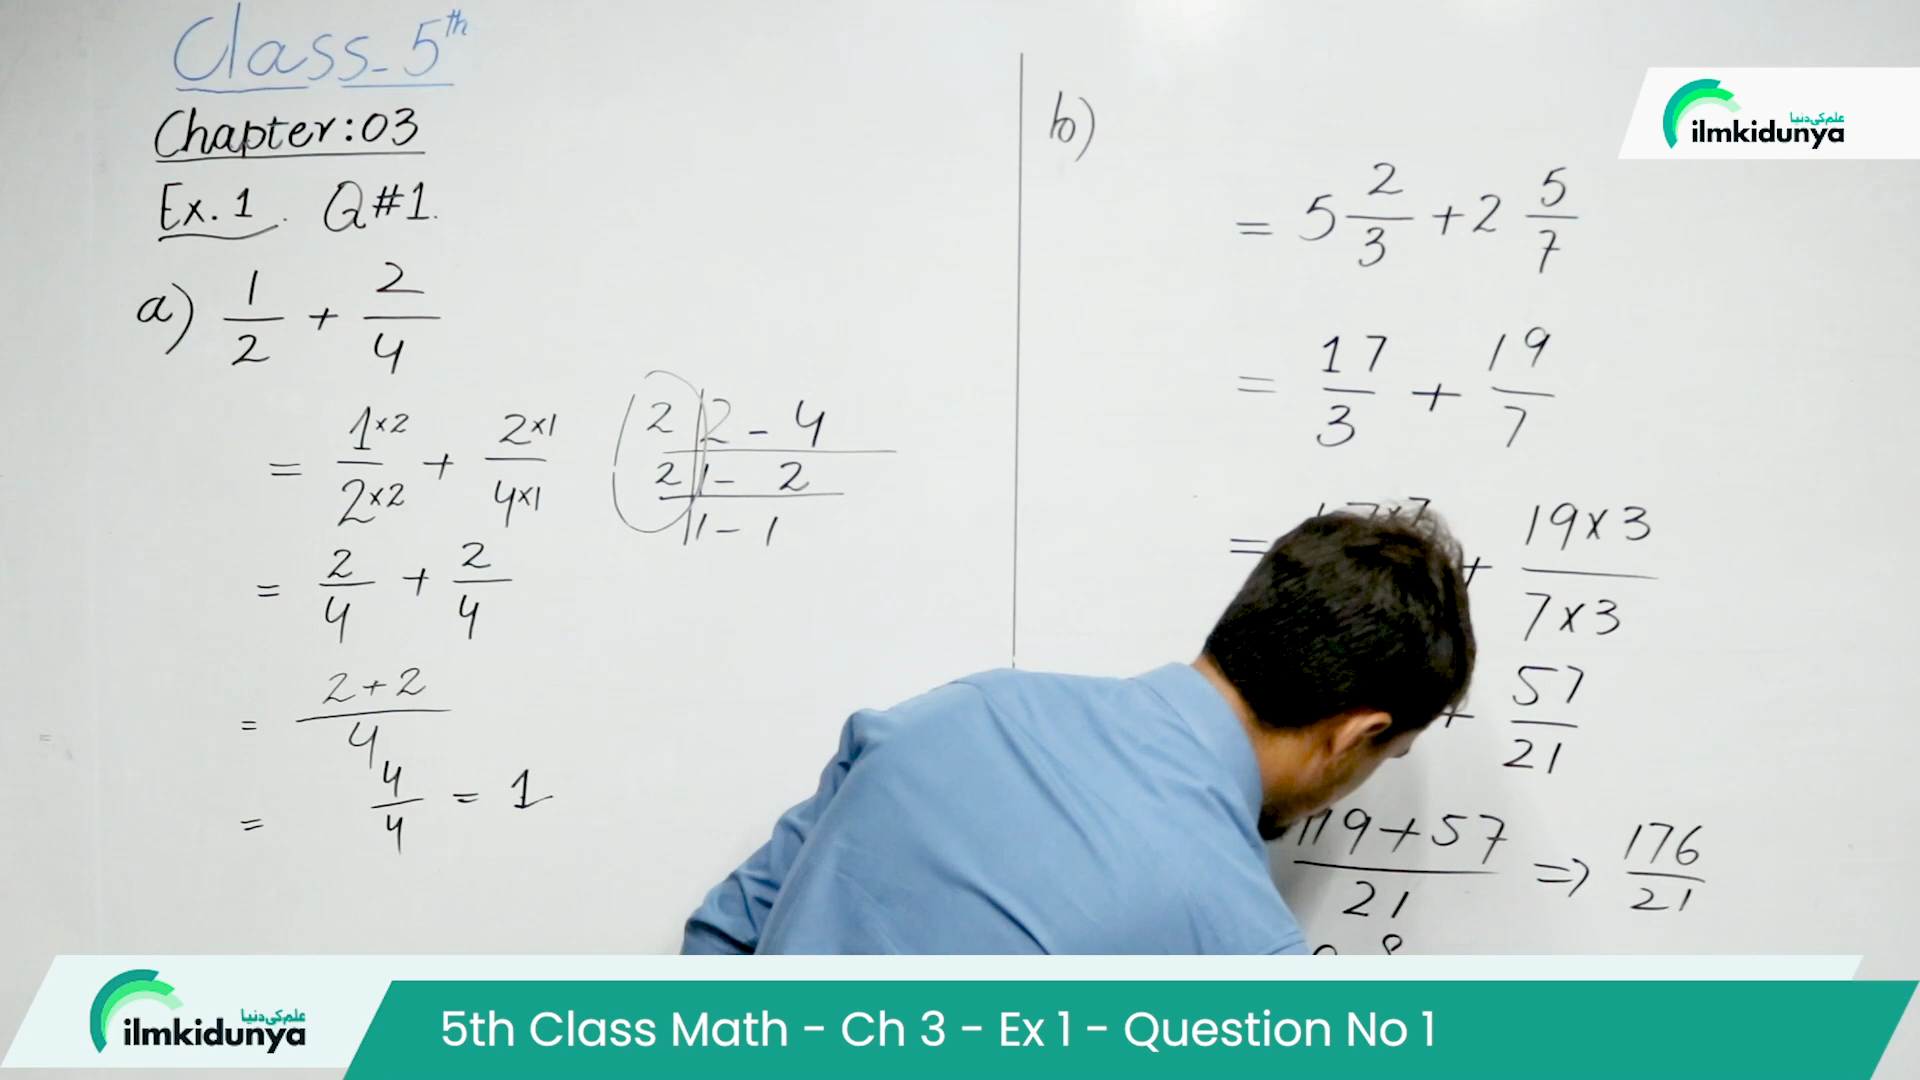 Class-5th
Chapter:03
Ex.1. Q#1.
a) 1/2 + 2/4
= 1×2/2×2 + 2×1/4×1
2 | 2 - 4
2 | 1 - 2
| 1 - 1
= 2/4 + 2/4
= 2+2/4
= 4/4 = 1
b)
= 5 2/3 + 2 5/7
= 17/3 + 19/7
= + 19×3/7×3
+ 57/21
119+57/21 ⇒ 176/21
علم کی دنیا
ilmkidunya
علم کی دنیا
ilmkidunya
5th Class Math - Ch 3 - Ex 1 - Question No 1